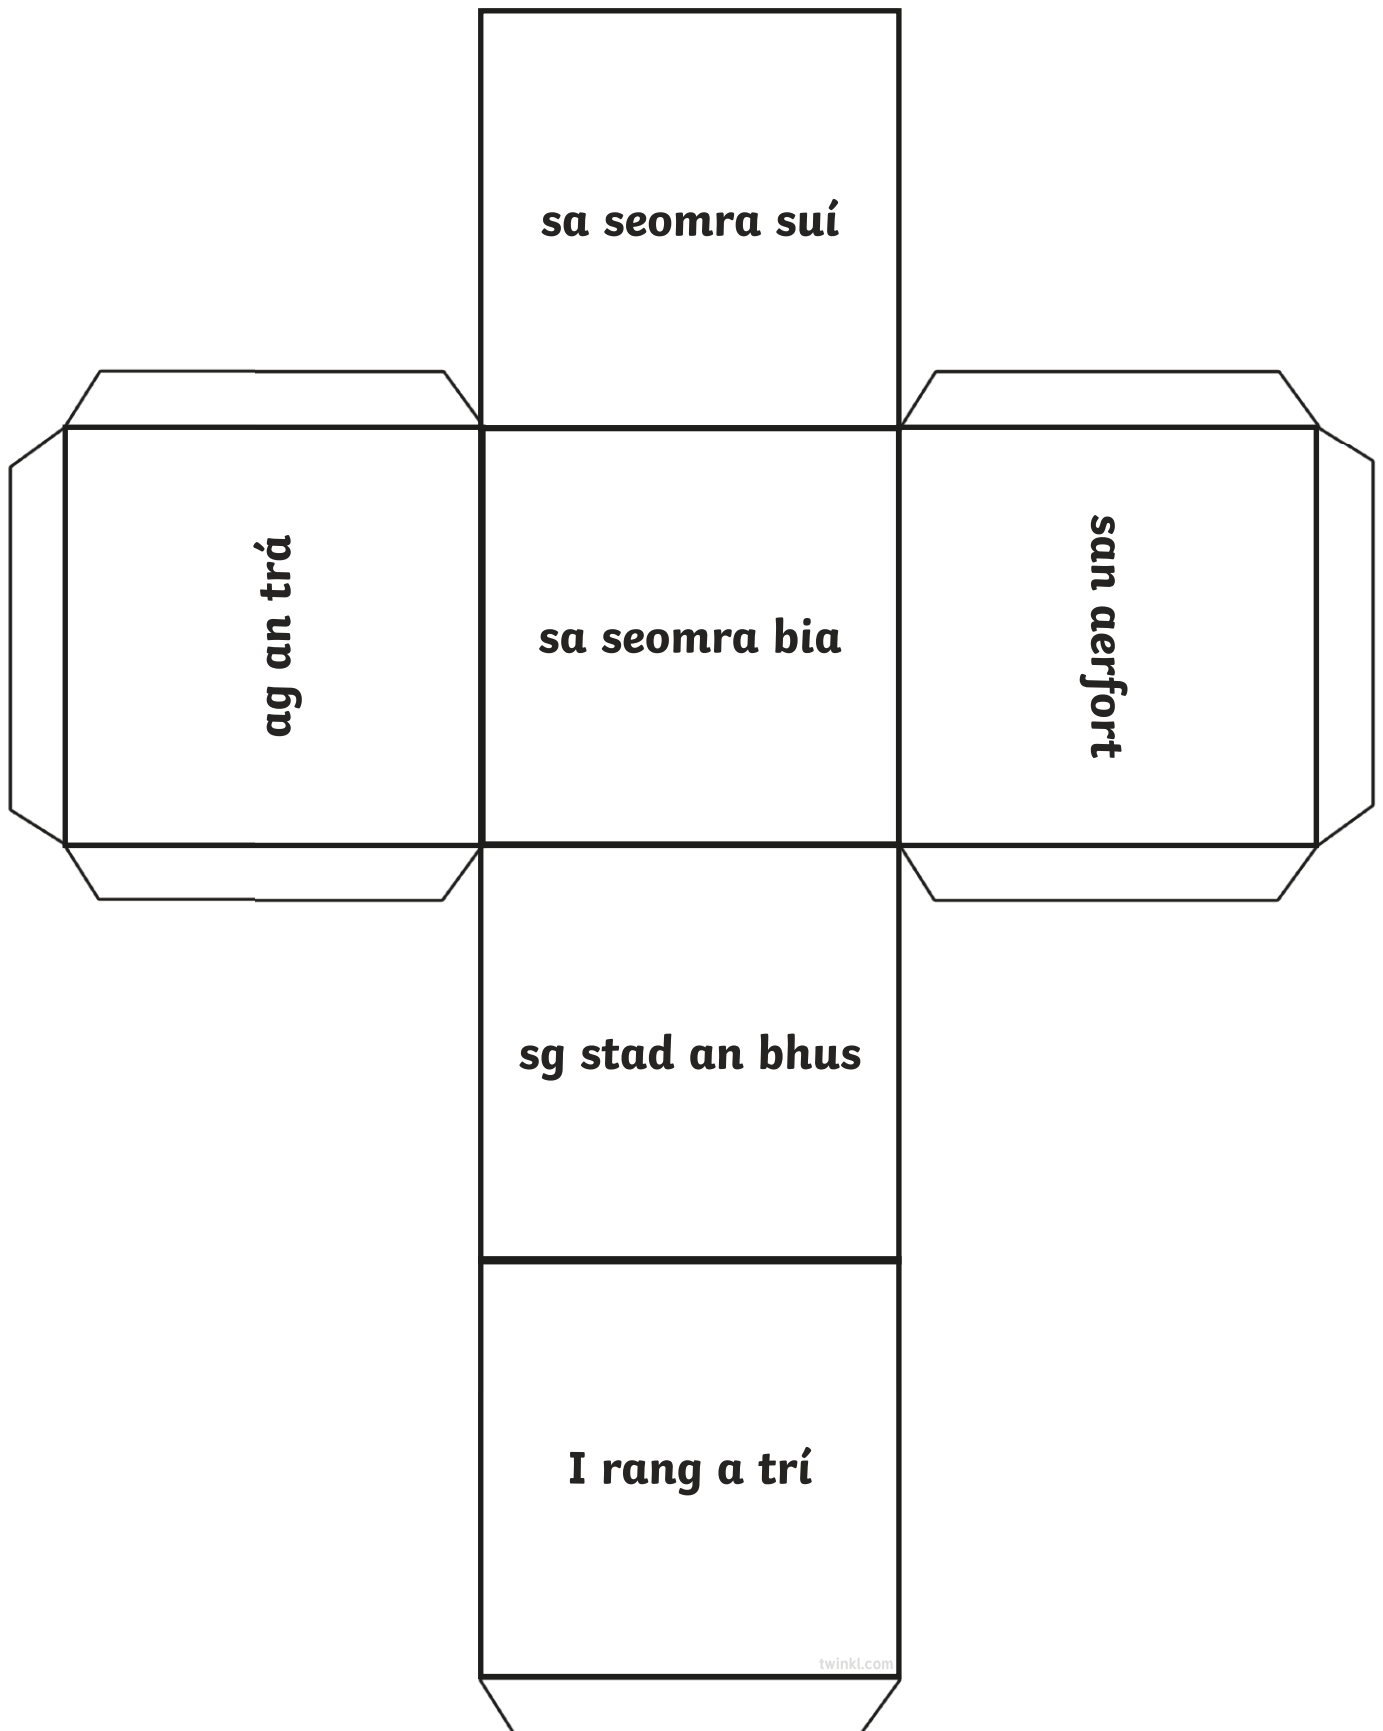 sa seomra suí
ag an trá
sa seomra bia
san aerfort
sg stad an bhus
I rang a trí
twinkl.com